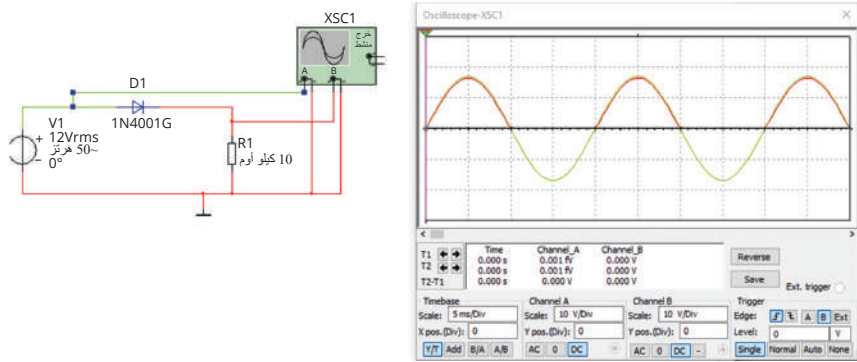 XSC1
خرج
منشط
A
B
D1
1N4001G
V1
12Vrms
~50 هرتز
0°
R1
10 كيلو أوم
Oscilloscope-XSC1
Time Channel_A Channel_B
T1 0.000 s 0.001 fV 0.000 V
T2 0.000 s 0.001 fV 0.000 V
T2-T1 0.000 s 0.000 V 0.000 V
Reverse
Save
Ext. trigger
Timebase
Scale: 5 ms/Div
X pos.(Div): 0
Y/T Add B/A A/B
Channel A
Scale: 10 V/Div
Y pos.(Div): 0
AC 0 DC
Channel B
Scale: 10 V/Div
Y pos.(Div): 0
AC 0 DC -
Trigger
Edge: A B Ext
Level: 0 V
Single Normal Auto None